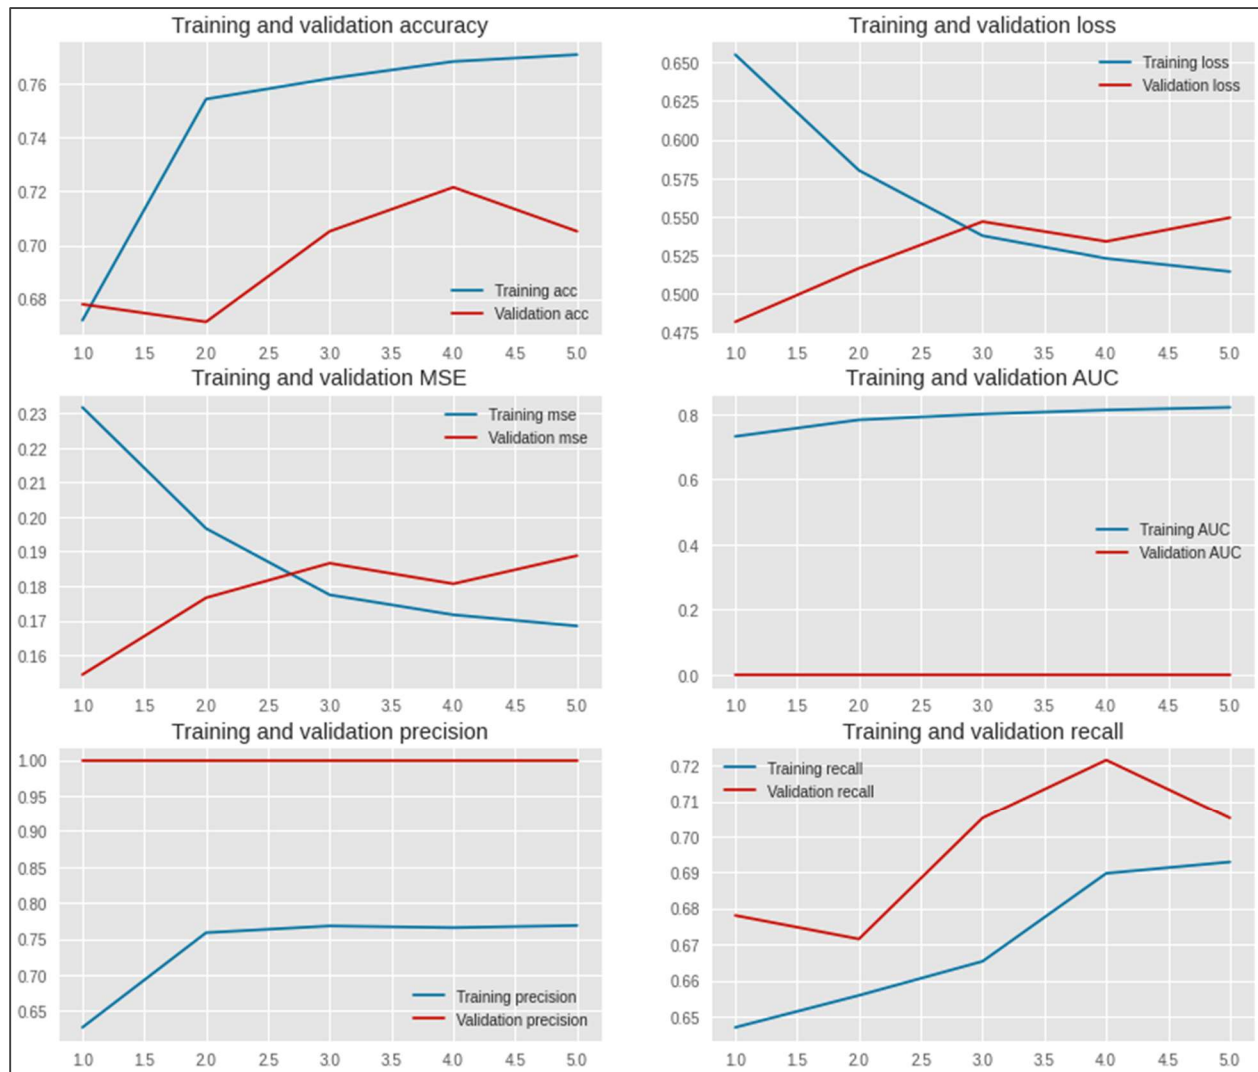 Training and validation accuracy
0.76
0.74
0.72
0.70
0.68
Training acc
Validation acc
1.0 1.5 2.0 2.5 3.0 3.5 4.0 4.5 5.0
Training and validation loss
0.650
0.625
0.600
0.575
0.550
0.525
0.500
0.475
Training loss
Validation loss
1.0 1.5 2.0 2.5 3.0 3.5 4.0 4.5 5.0
Training and validation MSE
0.23
0.22
0.21
0.20
0.19
0.18
0.17
0.16
Training mse
Validation mse
1.0 1.5 2.0 2.5 3.0 3.5 4.0 4.5 5.0
Training and validation AUC
0.8
0.6
0.4
0.2
0.0
Training AUC
Validation AUC
1.0 1.5 2.0 2.5 3.0 3.5 4.0 4.5 5.0
Training and validation precision
1.00
0.95
0.90
0.85
0.80
0.75
0.70
0.65
Training precision
Validation precision
1.0 1.5 2.0 2.5 3.0 3.5 4.0 4.5 5.0
Training and validation recall
0.72
0.71
0.70
0.69
0.68
0.67
0.66
0.65
Training recall
Validation recall
1.0 1.5 2.0 2.5 3.0 3.5 4.0 4.5 5.0